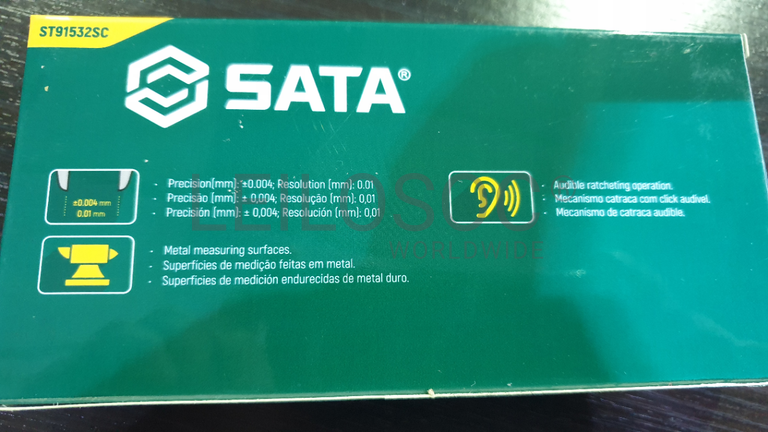 ST91532SC
SATA®
- Precision(mm): ±0.004; Resolution (mm): 0.01
- Precisão (mm): ± 0,004; Resolução (mm): 0,01
- Precisión (mm): ± 0,004; Resolución (mm): 0,01
±0.004 mm
0.01 mm
- Audible ratcheting operation.
- Mecanismo catraca com click audível.
- Mecanismo de catraca audible.
- Metal measuring surfaces.
- Superfícies de medição feitas em metal.
- Superficies de medición endurecidas de metal duro.
LEILOSOC
WORLDWIDE